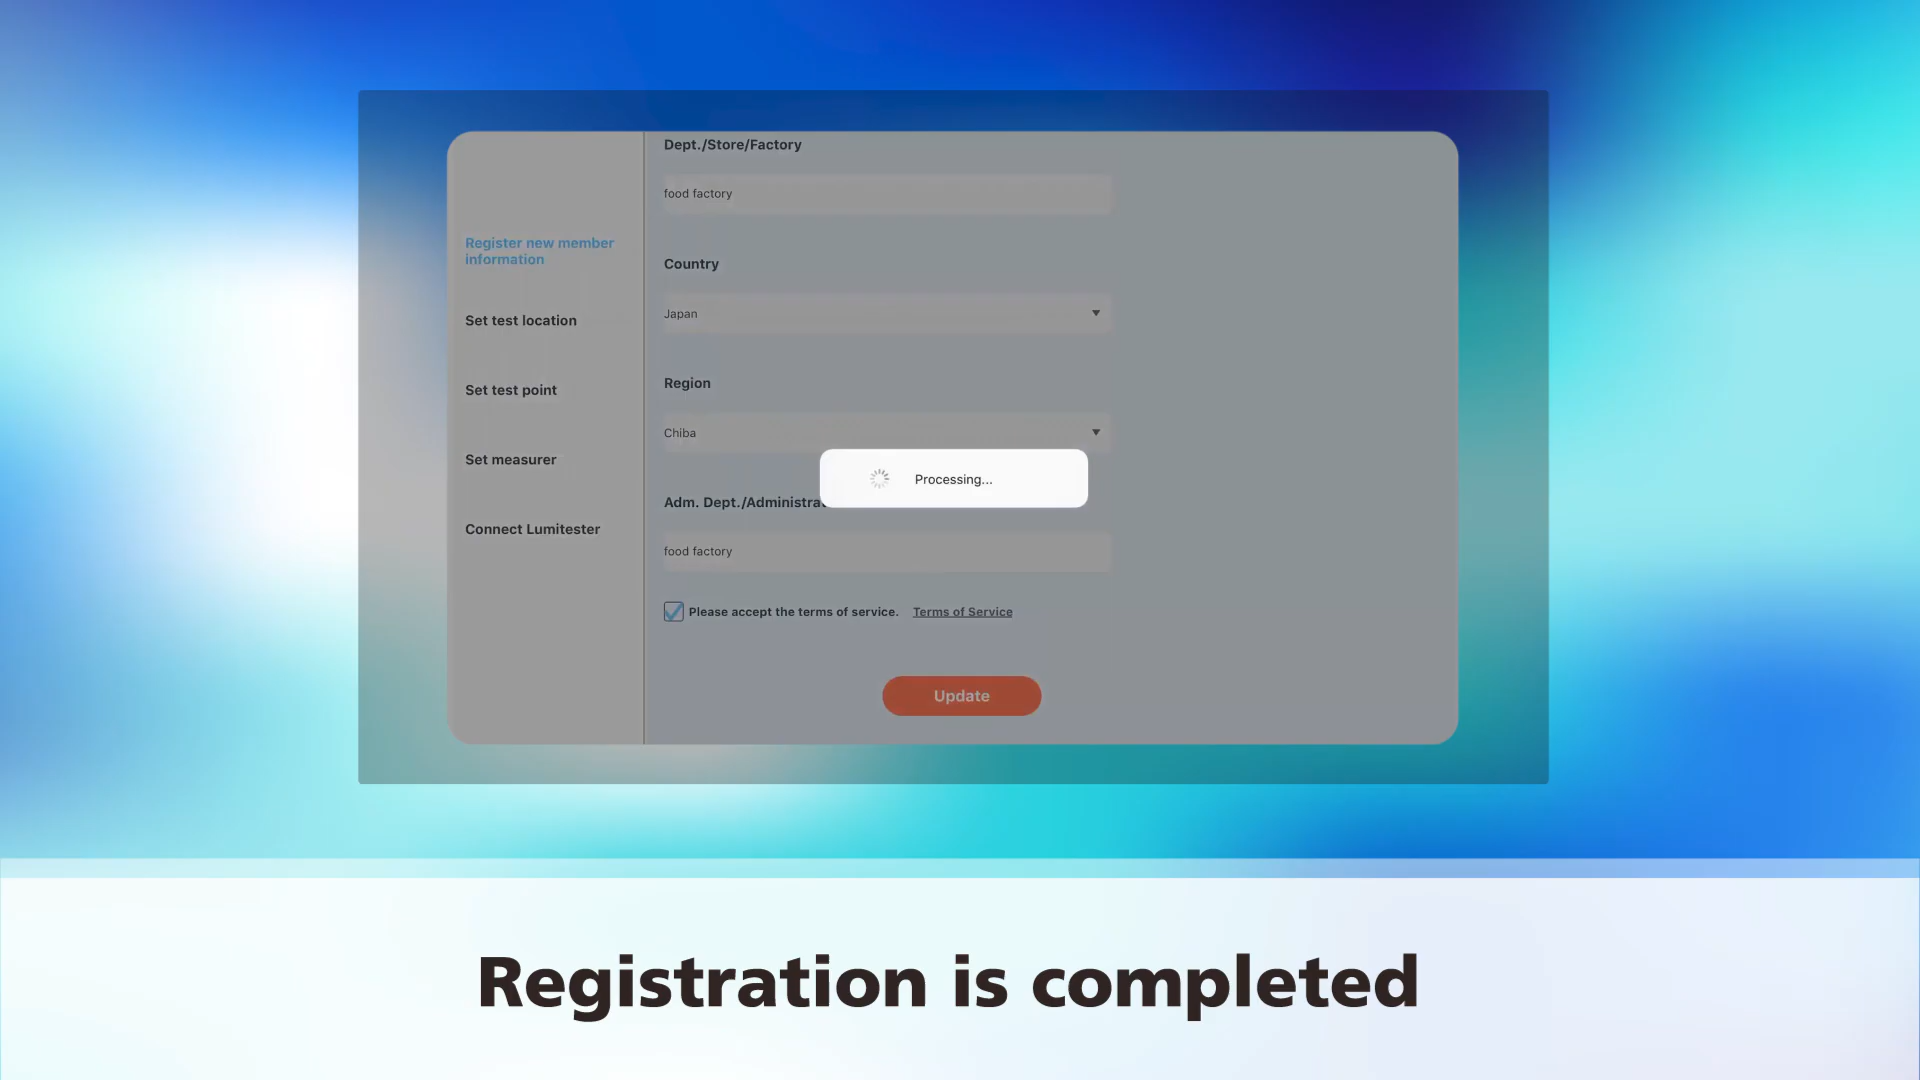 Dept./Store/Factory
food factory
Register new member
information
Country
Set test location
Japan
Set test point
Region
Chiba
Set measurer
Processing...
Adm. Dept./
Connect Lumitester
food factory
Please accept the terms of service. Terms of Service
Update
Registration is completed